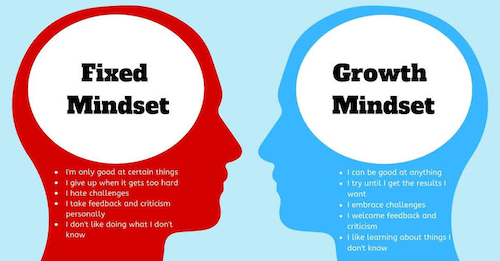 Fixed
Mindset
I'm only good at certain things
I give up when it gets too hard
I hate challenges
I take feedback and criticism
personally
I don't like doing what I don't
know
Growth
Mindset
I can be good at anything
I try until I get the results I
want
I embrace challenges
I welcome feedback and
criticism
I like learning about things I
don't know